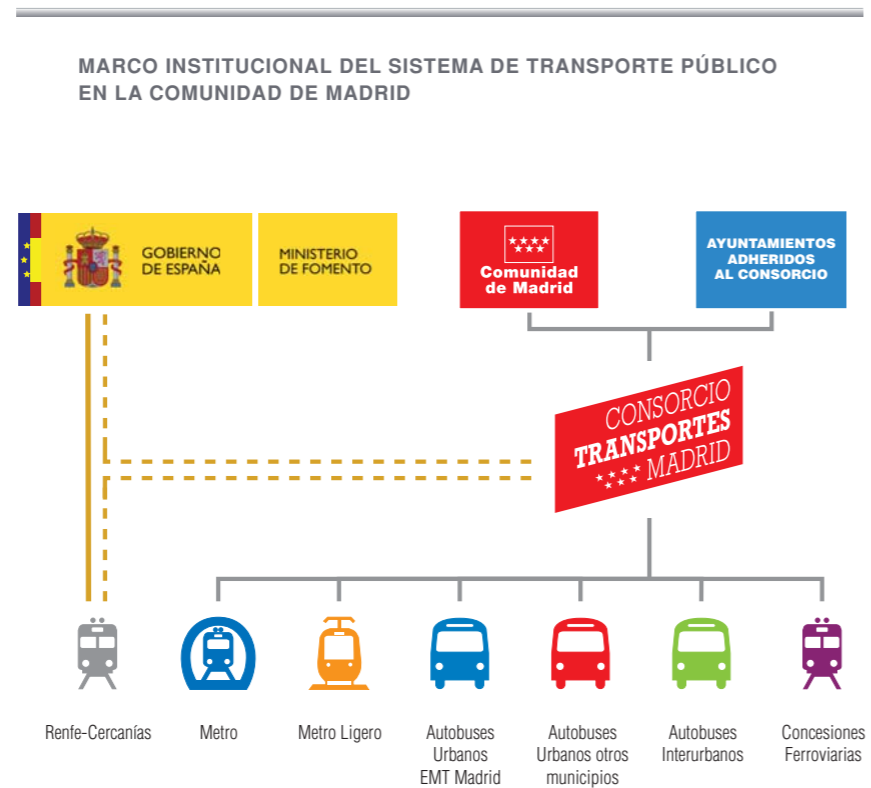 MARCO INSTITUCIONAL DEL SISTEMA DE TRANSPORTE PÚBLICO
EN LA COMUNIDAD DE MADRID
GOBIERNO
DE ESPAÑA
MINISTERIO
DE FOMENTO
Comunidad
de Madrid
AYUNTAMIENTOS
ADHERIDOS
AL CONSORCIO
CONSORCIO
TRANSPORTES
MADRID
Renfe-Cercanías
Metro
Metro Ligero
Autobuses
Urbanos
EMT Madrid
Autobuses
Urbanos otros
municipios
Autobuses
Interurbanos
Concesiones
Ferroviarias